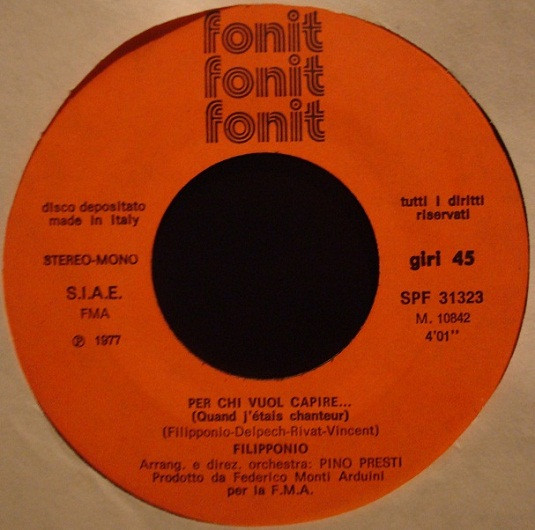 fonit
fonit
fonit
disco depositato
made in Italy
STEREO-MONO
S.I.A.E.
FMA
Ⓟ 1977
tutti i diritti
riservati
giri 45
SPF 31323
M. 10842
4'01''
PER CHI VUOL CAPIRE...
(Quand j'étais chanteur)
(Filipponio-Delpech-Rivat-Vincent)
FILIPPONIO
Arrang. e direz. orchestra: PINO PRESTI
Prodotto da Federico Monti Arduini
per la F.M.A.